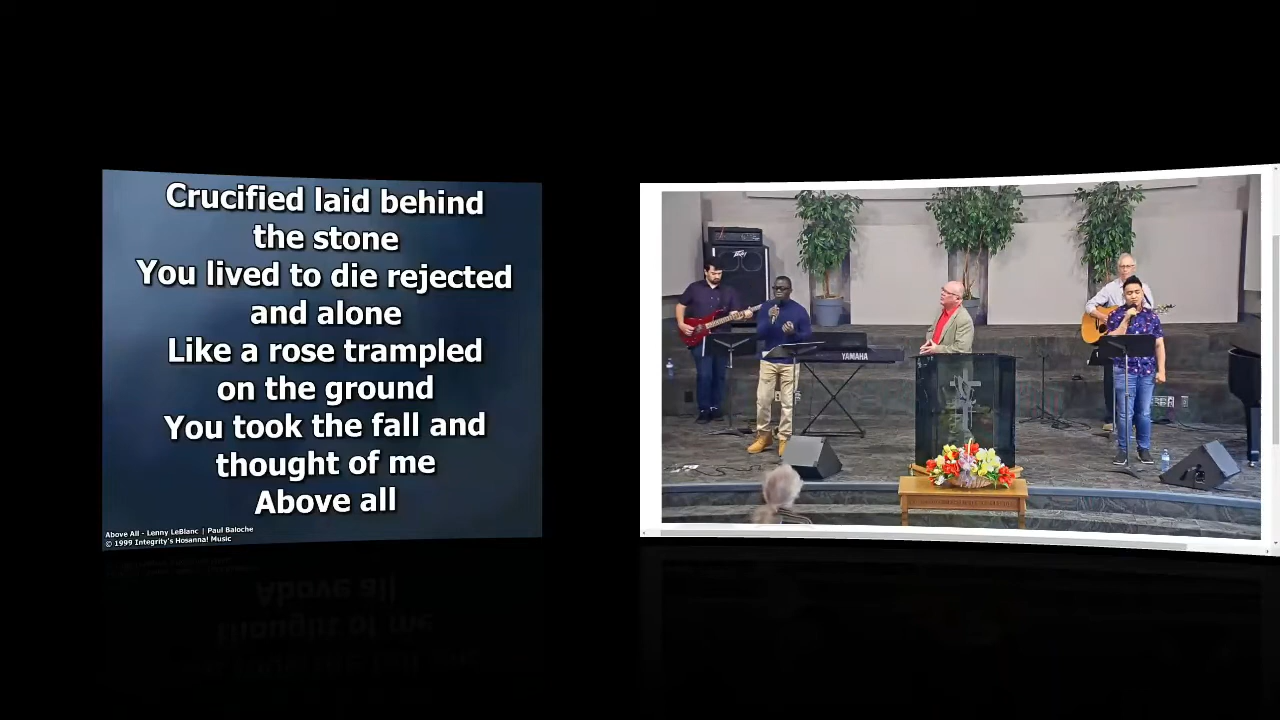 Crucified laid behind
the stone
You lived to die rejected
and alone
Like a rose trampled
on the ground
You took the fall and
thought of me
Above all
Above All - Lenny LeBlanc | Paul Baloche
© 1999 Integrity's Hosanna! Music
PEAVEY
YAMAHA